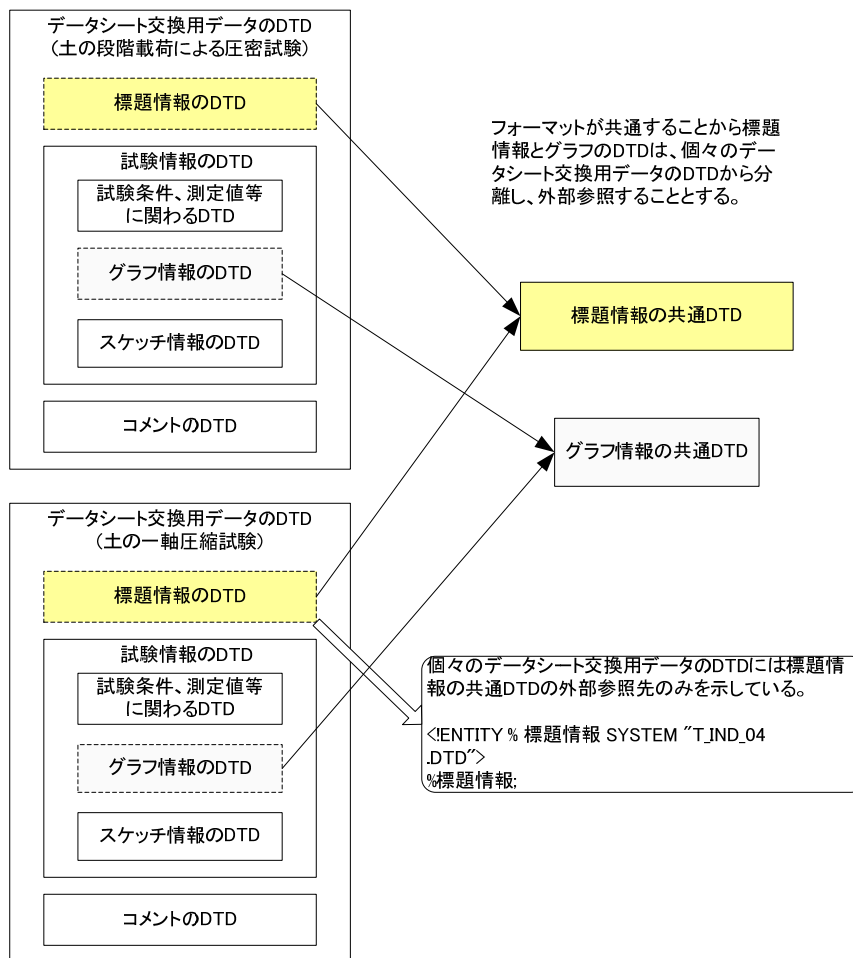 データシート交換用データのDTD
（土の段階載荷による圧密試験）
標題情報のDTD
試験情報のDTD
試験条件、測定値等
に関わるDTD
グラフ情報のDTD
スケッチ情報のDTD
コメントのDTD
フォーマットが共通することから標題
情報とグラフのDTDは、個々のデー
タシート交換用データのDTDから分
離し、外部参照することとする。
標題情報の共通DTD
グラフ情報の共通DTD
データシート交換用データのDTD
（土の一軸圧縮試験）
標題情報のDTD
試験情報のDTD
試験条件、測定値等
に関わるDTD
グラフ情報のDTD
スケッチ情報のDTD
コメントのDTD
個々のデータシート交換用データのDTDには標題情
報の共通DTDの外部参照先のみを示している。
<!ENTITY % 標題情報 SYSTEM "T_IND_04
.DTD">
%標題情報;